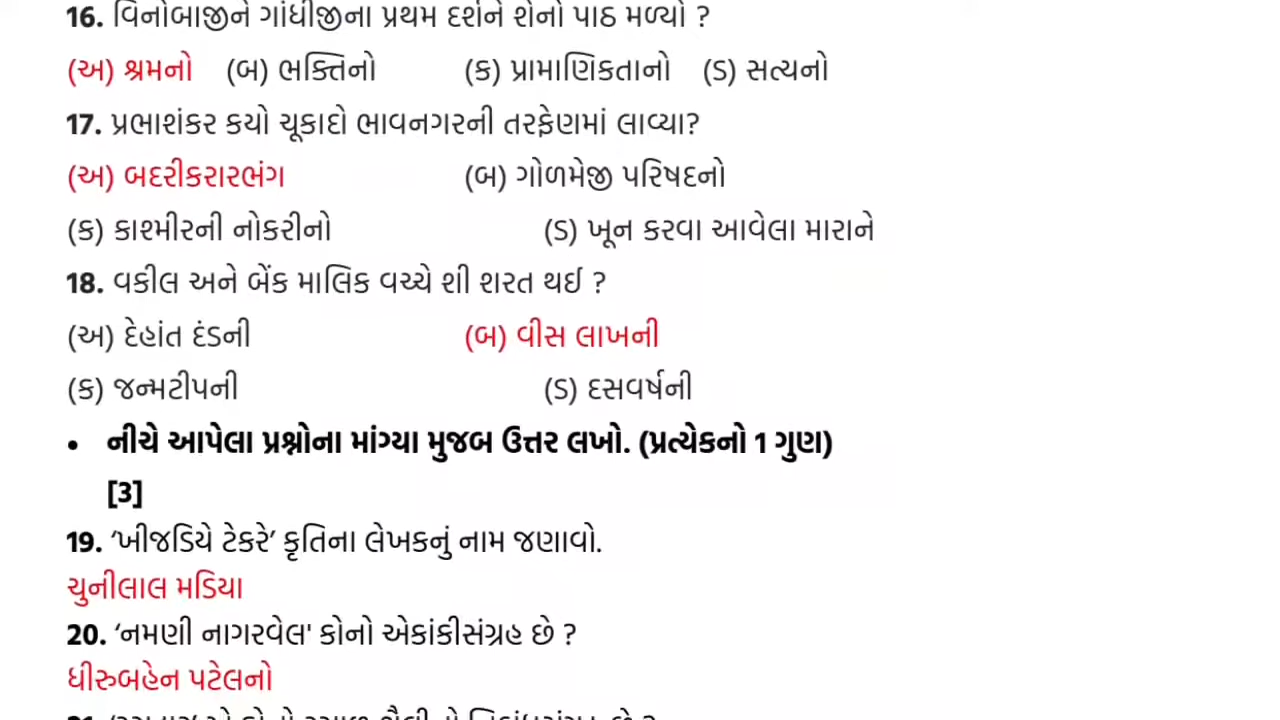 16. વિનોબાજીને ગાંધીજીના પ્રથમ દર્શને શેનો પાઠ મળ્યો ?
(અ) શ્રમનો (બ) ભક્તિનો (ક) પ્રામાણિકતાનો (ડ) સત્યનો
17. પ્રભાશંકર કયો ચૂકાદો ભાવનગરની તરફેણમાં લાવ્યા?
(અ) બદરીકરારભંગ (બ) ગોળમેજી પરિષદનો
(ક) કાશ્મીરની નોકરીનો (ડ) ખૂન કરવા આવેલા મારાને
18. વકીલ અને બેંક માલિક વચ્ચે શી શરત થઈ ?
(અ) દેહાંત દંડની (બ) વીસ લાખની
(ક) જન્મટીપની (ડ) દસવર્ષની
• નીચે આપેલા પ્રશ્નોના માંગ્યા મુજબ ઉત્તર લખો. (પ્રત્યેકનો 1 ગુણ)
[3]
19. ‘ખીજડિયે ટેકરે’ કૃતિના લેખકનું નામ જણાવો.
ચુનીલાલ મડિયા
20. ‘નમણી નાગરવેલ' કોનો એકાંકીસંગ્રહ છે ?
ધીરુબહેન પટેલનો